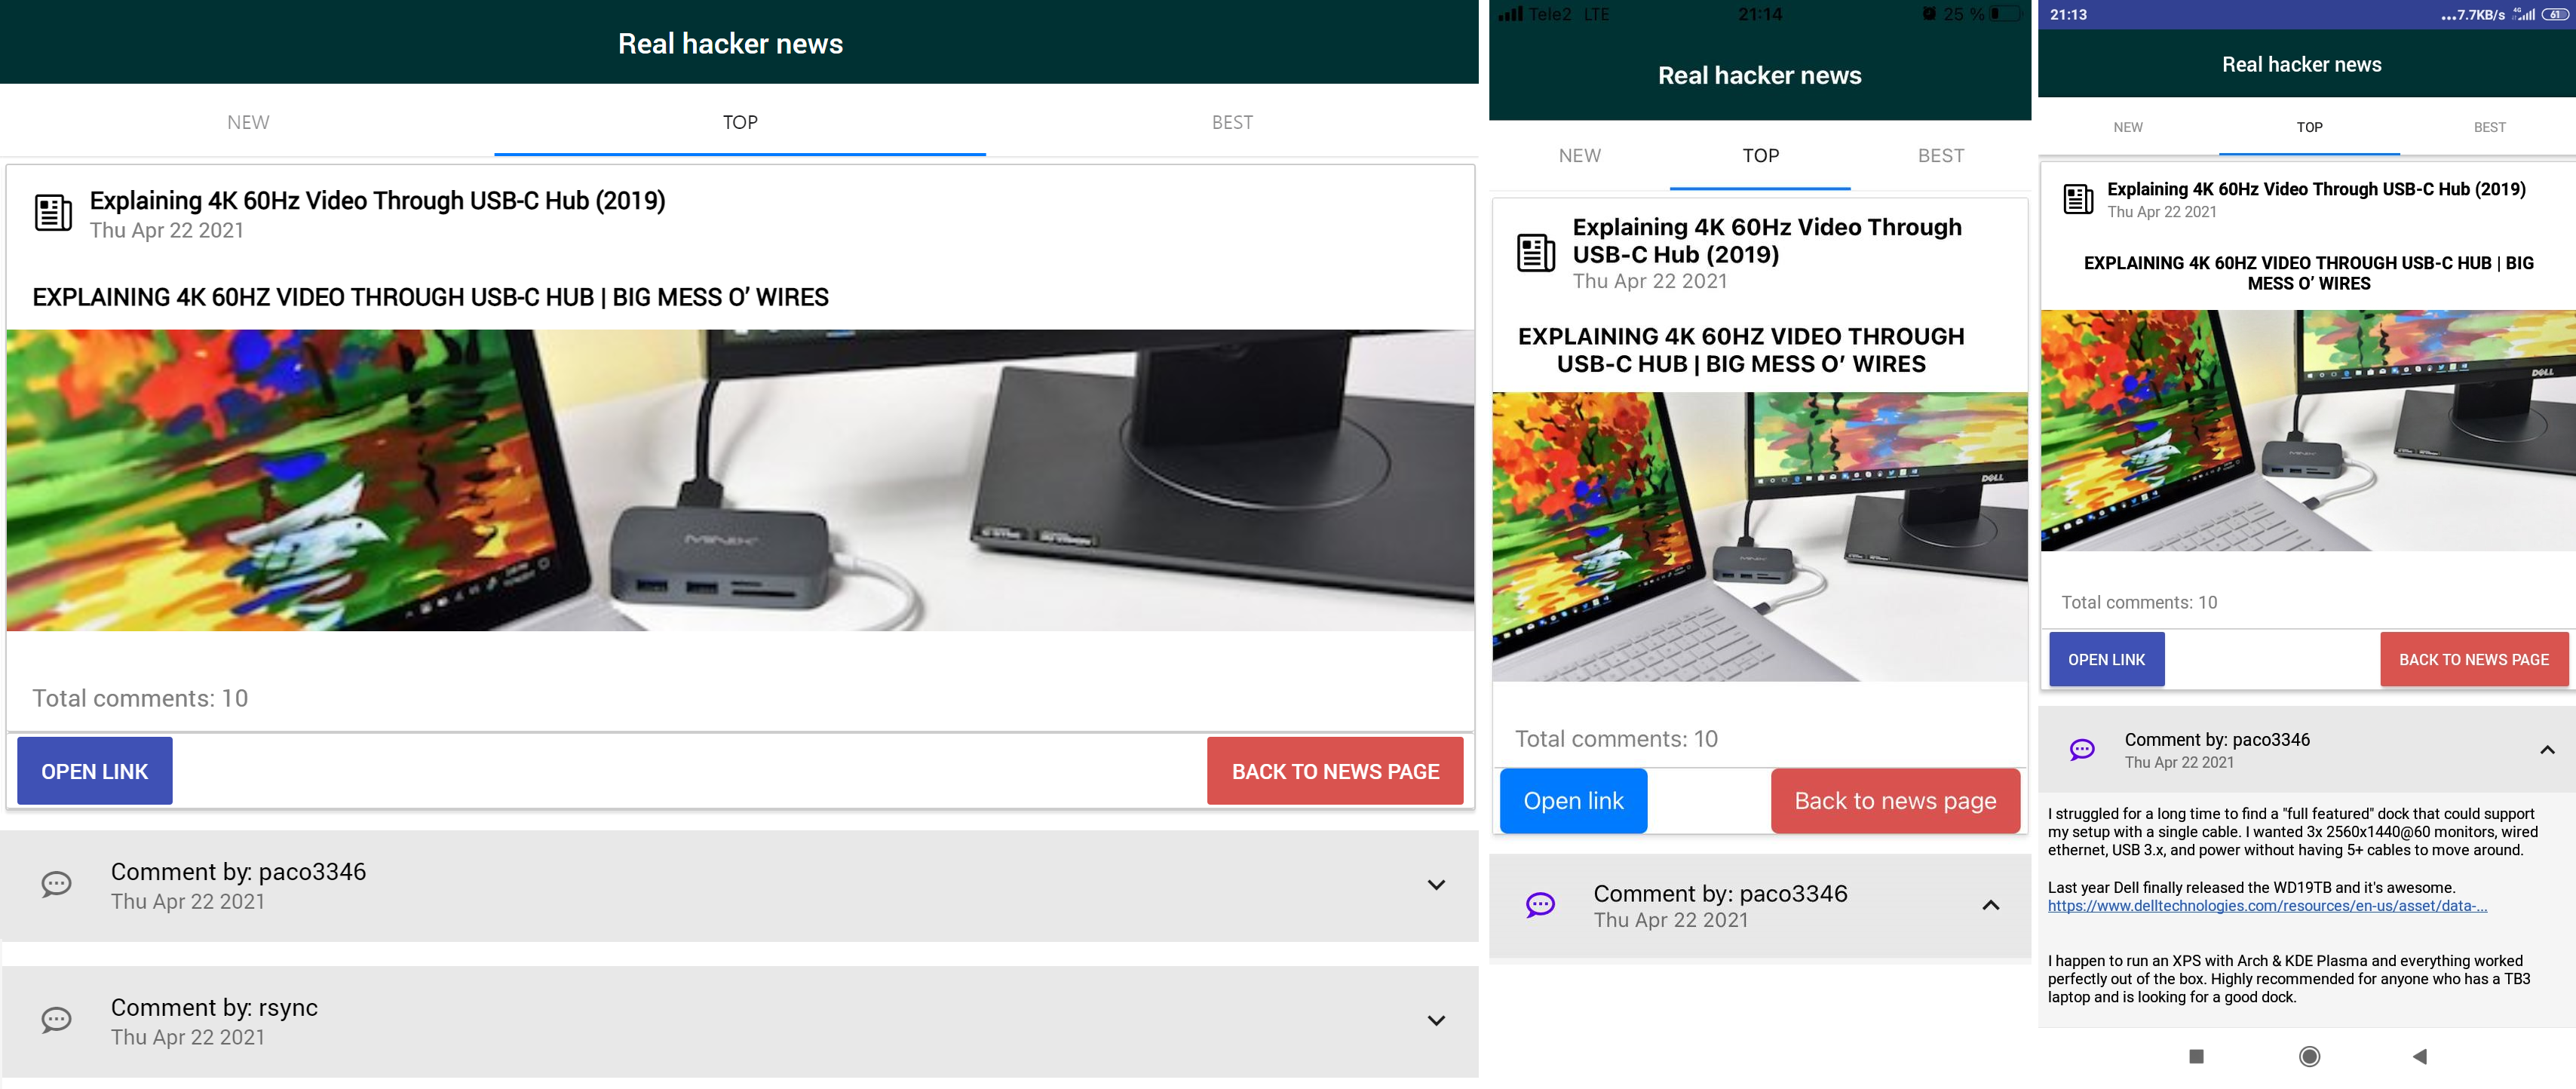 Real hacker news
NEW
TOP
BEST
Explaining 4K 60Hz Video Through USB-C Hub (2019)
Thu Apr 22 2021
EXPLAINING 4K 60HZ VIDEO THROUGH USB-C HUB | BIG MESS O’ WIRES
MINIX
Total comments: 10
OPEN LINK
BACK TO NEWS PAGE
Comment by: paco3346
Thu Apr 22 2021
Comment by: rsync
Thu Apr 22 2021
Tele2 LTE
21:14
25 %
Real hacker news
NEW
TOP
BEST
Explaining 4K 60Hz Video Through
USB-C Hub (2019)
Thu Apr 22 2021
EXPLAINING 4K 60HZ VIDEO THROUGH
USB-C HUB | BIG MESS O’ WIRES
DELL
Total comments: 10
Open link
Back to news page
Comment by: paco3346
Thu Apr 22 2021
21:13
...7.7KB/s 4G 61
Real hacker news
NEW
TOP
BEST
Explaining 4K 60Hz Video Through USB-C Hub (2019)
Thu Apr 22 2021
EXPLAINING 4K 60HZ VIDEO THROUGH USB-C HUB | BIG
MESS O’ WIRES
DELL
Total comments: 10
OPEN LINK
BACK TO NEWS PAGE
Comment by: paco3346
Thu Apr 22 2021
I struggled for a long time to find a "full featured" dock that could support
my setup with a single cable. I wanted 3x 2560x1440@60 monitors, wired
ethernet, USB 3.x, and power without having 5+ cables to move around.
Last year Dell finally released the WD19TB and it's awesome.
https://www.delltechnologies.com/resources/en-us/asset/data-...
I happen to run an XPS with Arch & KDE Plasma and everything worked
perfectly out of the box. Highly recommended for anyone who has a TB3
laptop and is looking for a good dock.